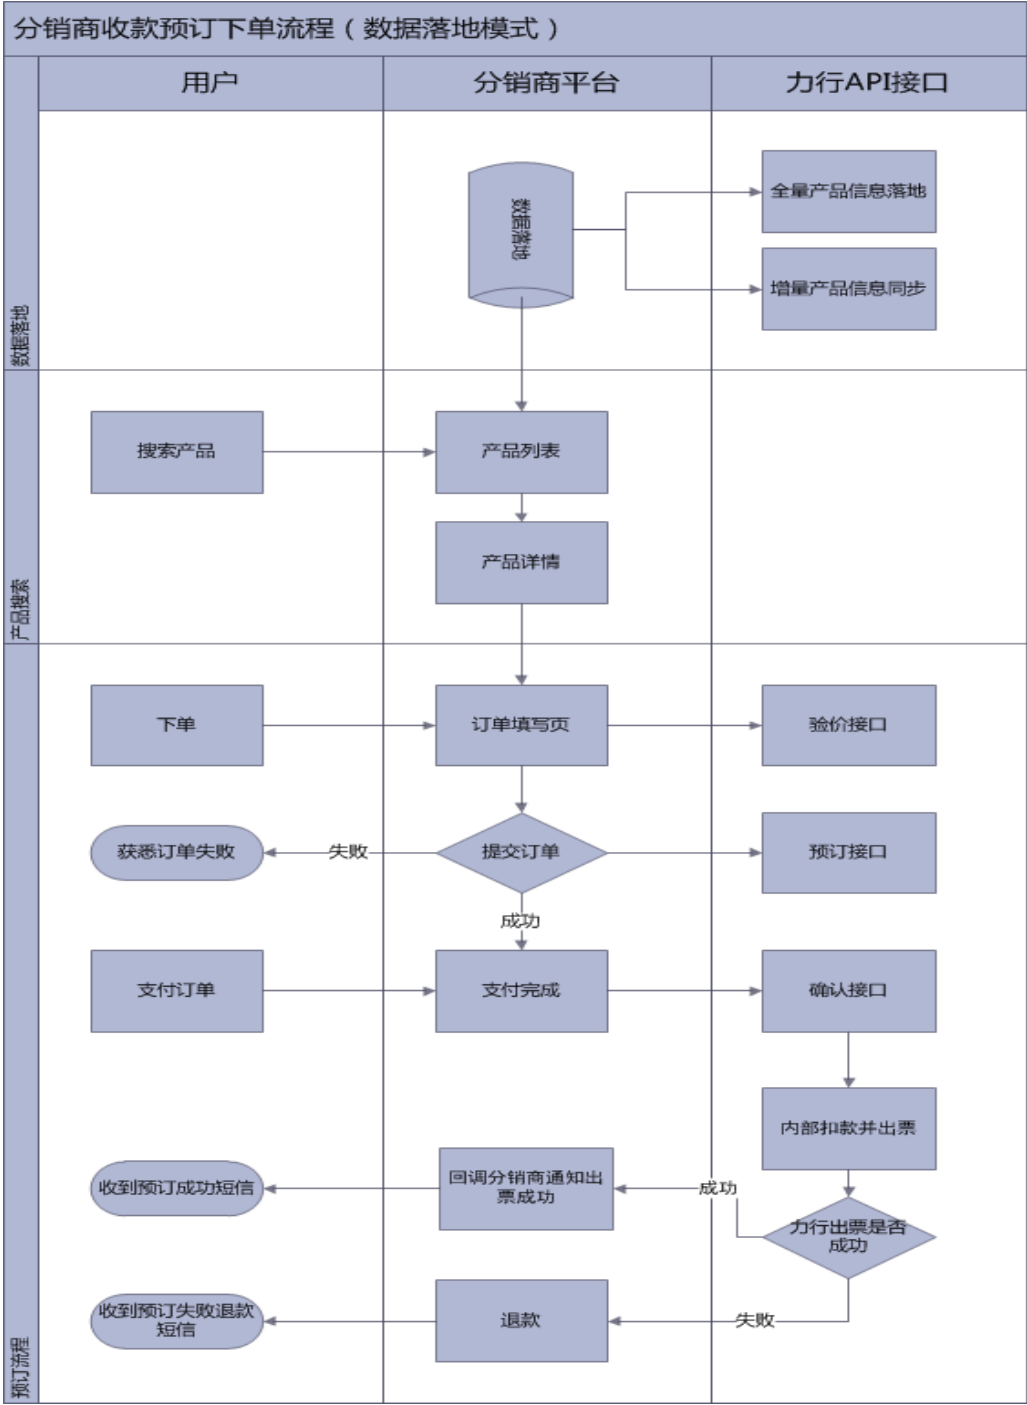 分销商收款预订下单流程（数据落地模式）
用户
分销商平台
力行API接口
数据落地
数据落地
全量产品信息落地
增量产品信息同步
产品搜索
搜索产品
产品列表
产品详情
预订流程
下单
订单填写页
验价接口
获悉订单失败
失败
提交订单
预订接口
成功
支付订单
支付完成
确认接口
内部扣款并出票
收到预订成功短信
回调分销商通知出
票成功
成功
力行出票是否
成功
收到预订失败退款
短信
退款
失败